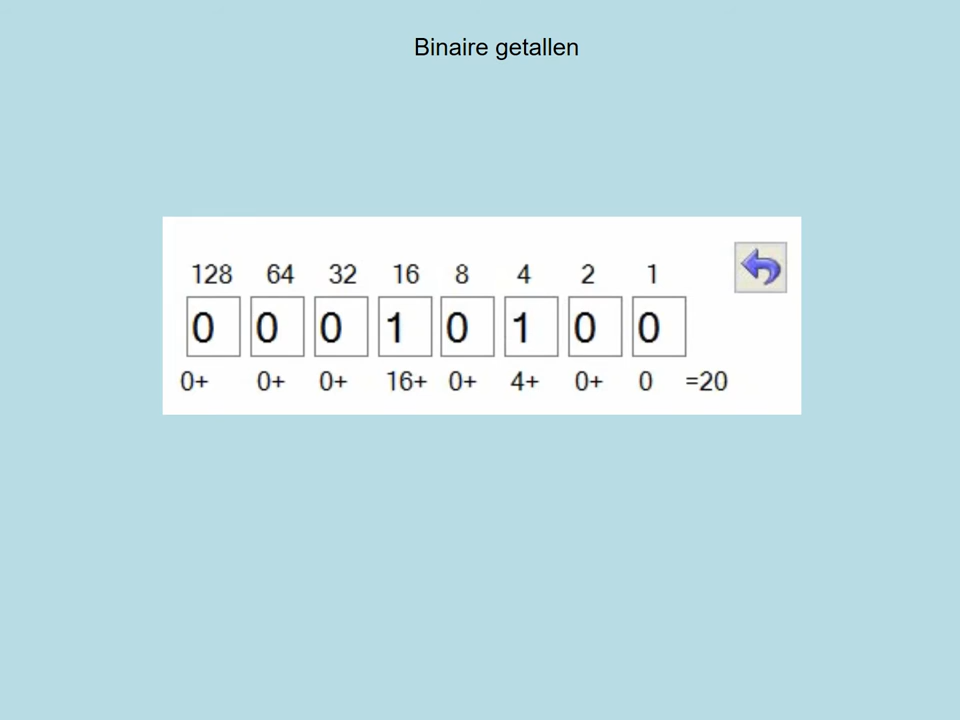 Binaire getallen
128 64 32 16 8 4 2 1
0 0 0 1 0 1 0 0
0+ 0+ 0+ 16+ 0+ 4+ 0+ 0 =20